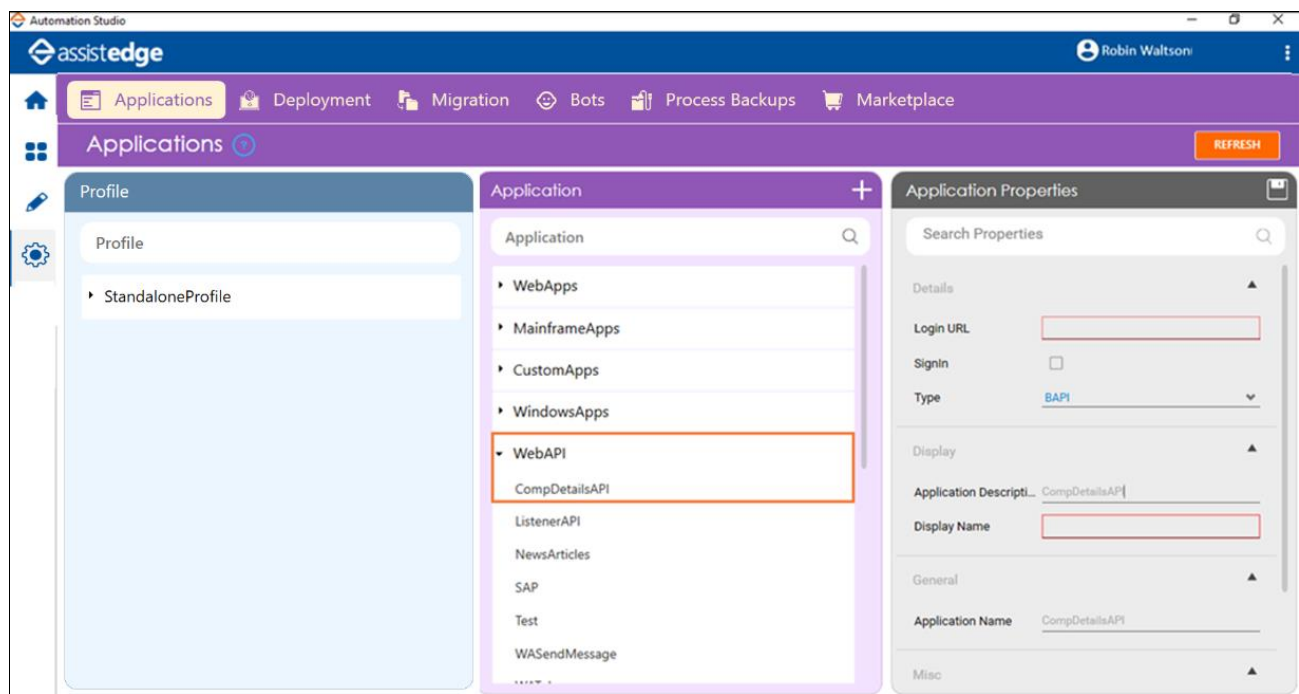 Automation Studio
assistedge
Robin Waltson
Applications Deployment Migration Bots Process Backups Marketplace
Applications ?
REFRESH
Profile
Profile
StandaloneProfile
Application
Application
WebApps
MainframeApps
CustomApps
WindowsApps
WebAPI
CompDetailsAPI
ListenerAPI
NewsArticles
SAP
Test
WASendMessage
Application Properties
Search Properties
Details
Login URL
SignIn
Type BAPI
Display
Application Descripti... CompDetailsAPI
Display Name
General
Application Name CompDetailsAPI
Misc